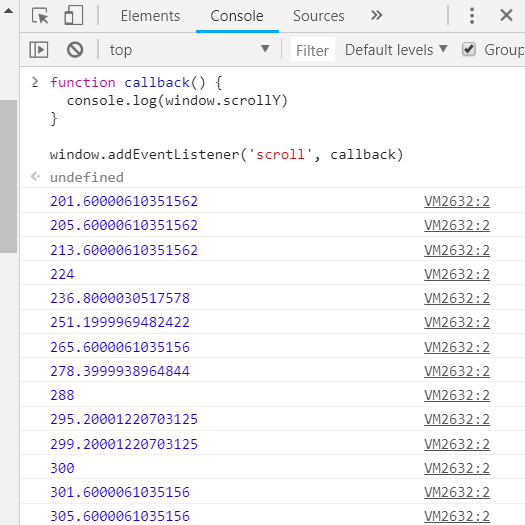 Elements Console Sources »
top Filter Default levels Group
function callback() {
console.log(window.scrollY)
}
window.addEventListener('scroll', callback)
undefined
201.60000610351562 VM2632:2
205.60000610351562 VM2632:2
213.60000610351562 VM2632:2
224 VM2632:2
236.8000030517578 VM2632:2
251.1999969482422 VM2632:2
265.6000061035156 VM2632:2
278.3999938964844 VM2632:2
288 VM2632:2
295.20001220703125 VM2632:2
299.20001220703125 VM2632:2
300 VM2632:2
301.6000061035156 VM2632:2
305.6000061035156 VM2632:2